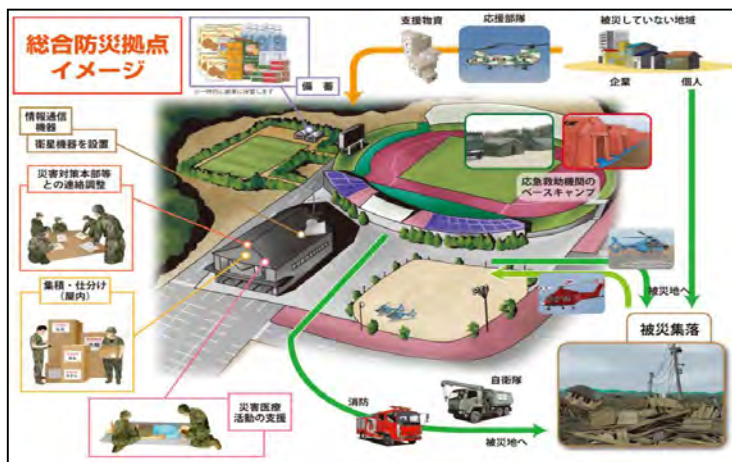 総合防災拠点
イメージ
支援物資
応援部隊
被災していない地域
企業
個人
備蓄
情報通信
機器
衛星機器を設置
災害対策本部等
との連絡調整
応急救助機関の
ベースキャンプ
集積・仕分け
(屋内)
被災地へ
被災集落
災害医療
活動の支援
消防
自衛隊
被災地へ